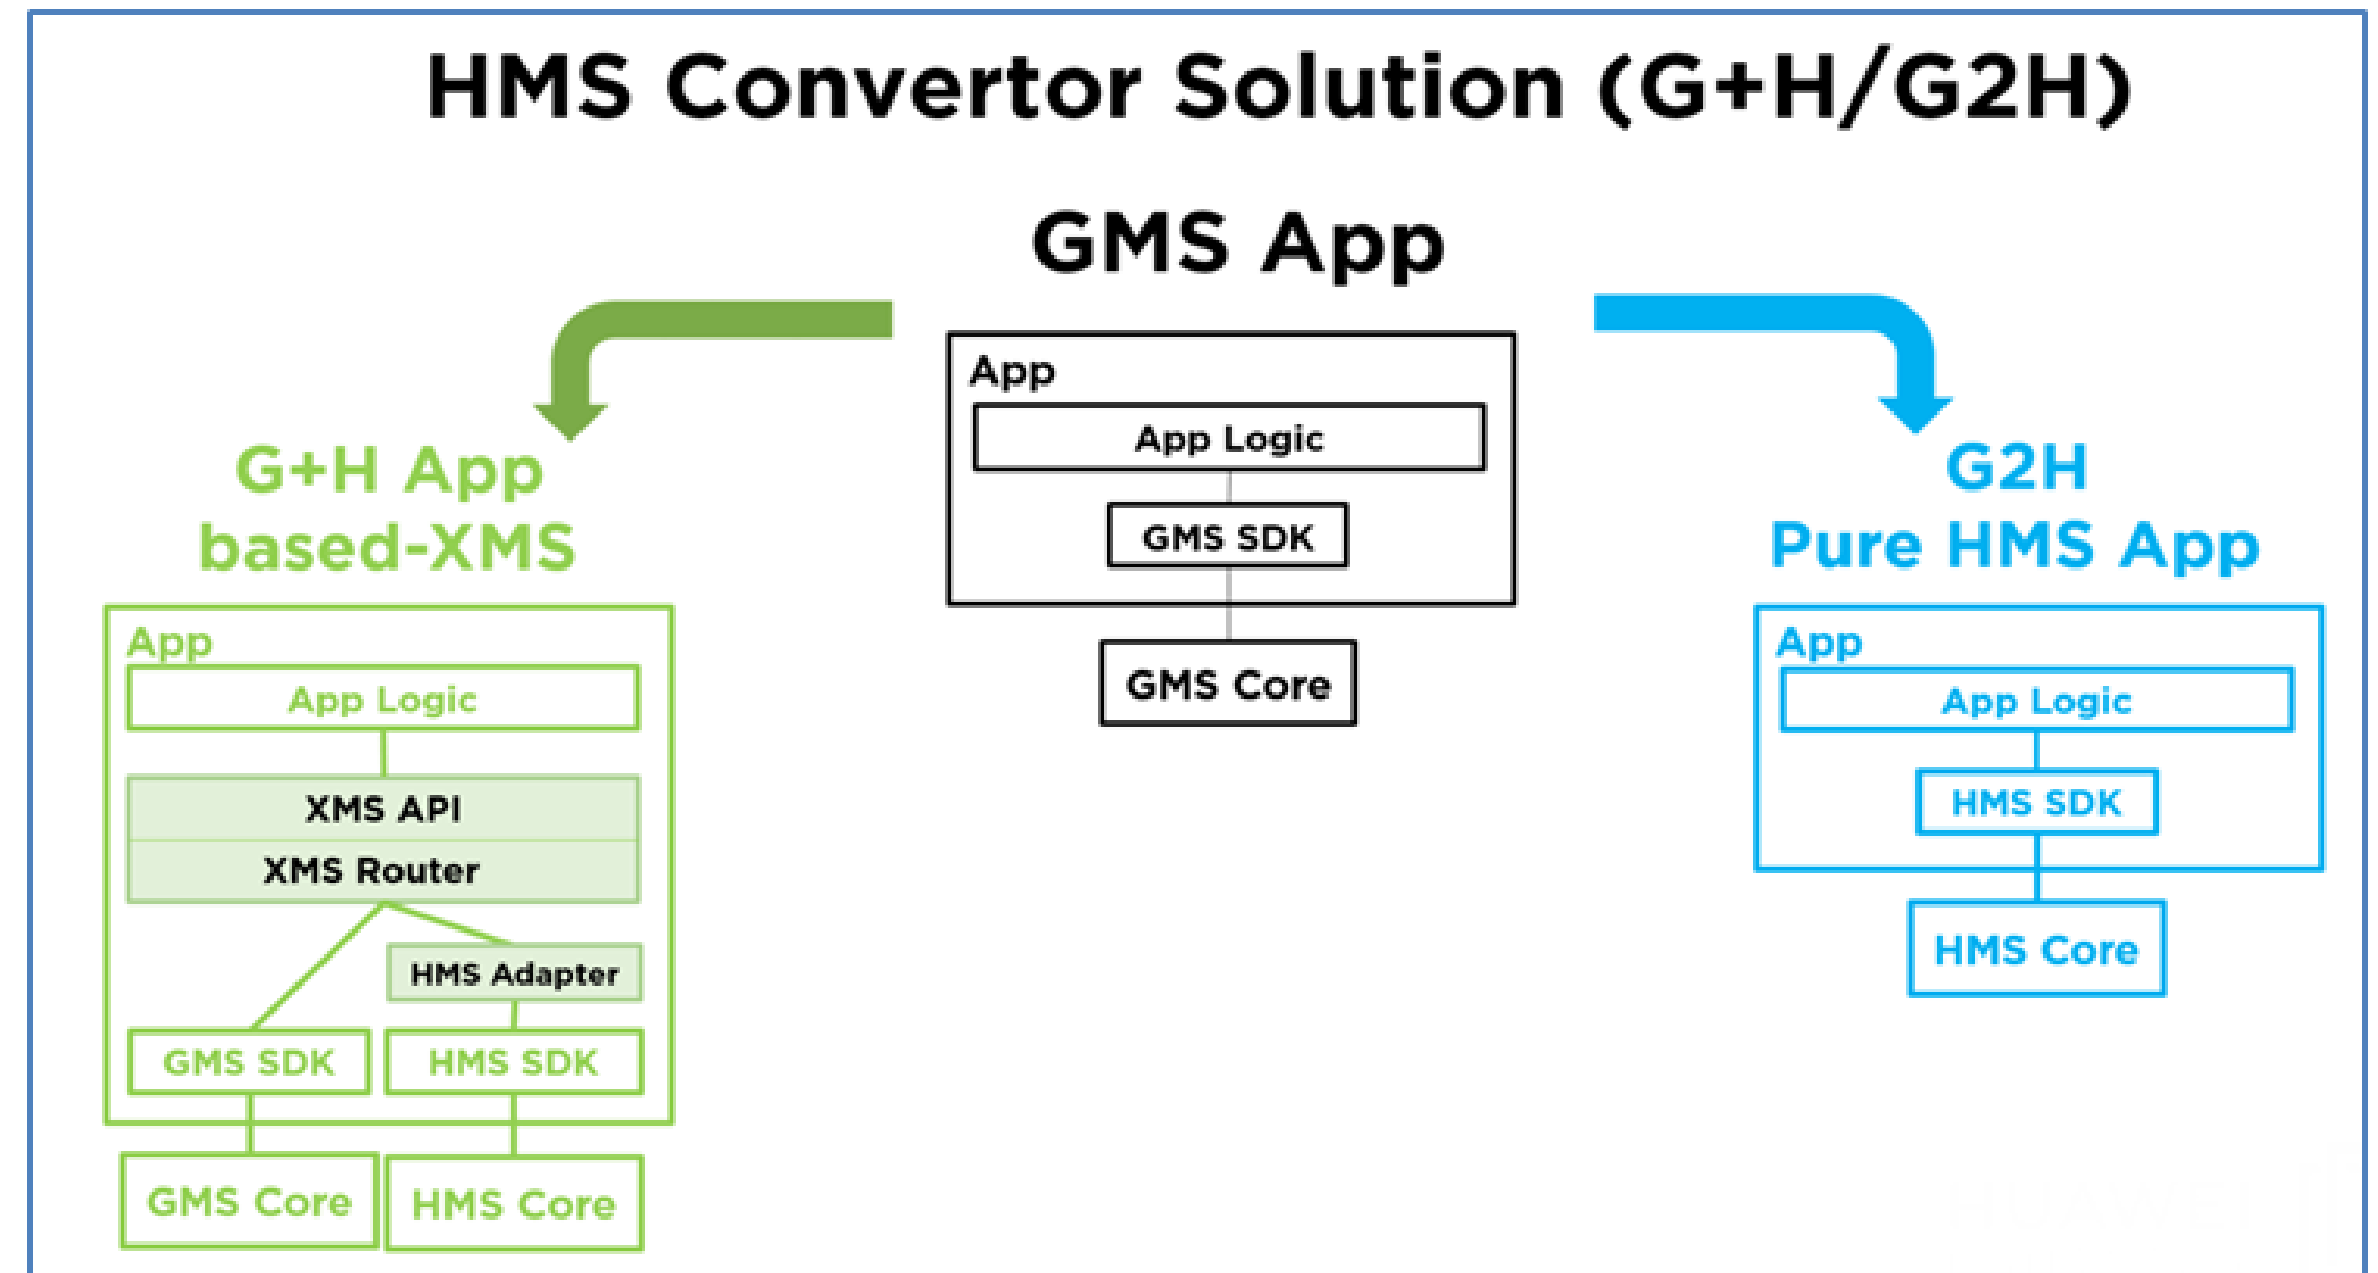 HMS Convertor Solution (G+H/G2H)
GMS App
App
App Logic
GMS SDK
GMS Core
G+H App
based-XMS
App
App Logic
XMS API
XMS Router
HMS Adapter
GMS SDK
HMS SDK
GMS Core
HMS Core
G2H
Pure HMS App
App
App Logic
HMS SDK
HMS Core